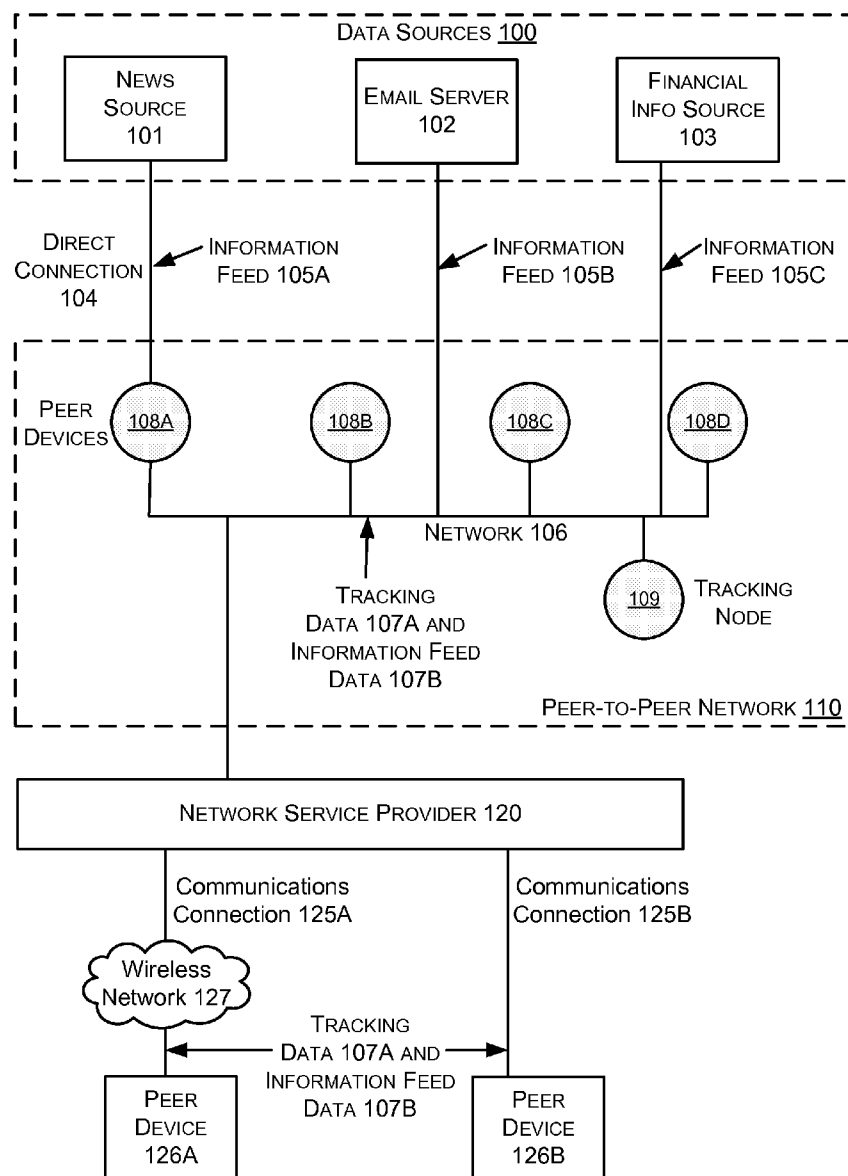 DATA SOURCES 100
NEWS
SOURCE
101
EMAIL SERVER
102
FINANCIAL
INFO SOURCE
103
DIRECT
CONNECTION
104
INFORMATION
FEED 105A
INFORMATION
FEED 105B
INFORMATION
FEED 105C
PEER
DEVICES
108A
108B
108C
108D
NETWORK 106
TRACKING
DATA 107A AND
INFORMATION FEED
DATA 107B
109
TRACKING
NODE
PEER-TO-PEER NETWORK 110
NETWORK SERVICE PROVIDER 120
Communications
Connection 125A
Communications
Connection 125B
Wireless
Network 127
TRACKING
DATA 107A AND
INFORMATION FEED
DATA 107B
PEER
DEVICE
126A
PEER
DEVICE
126B